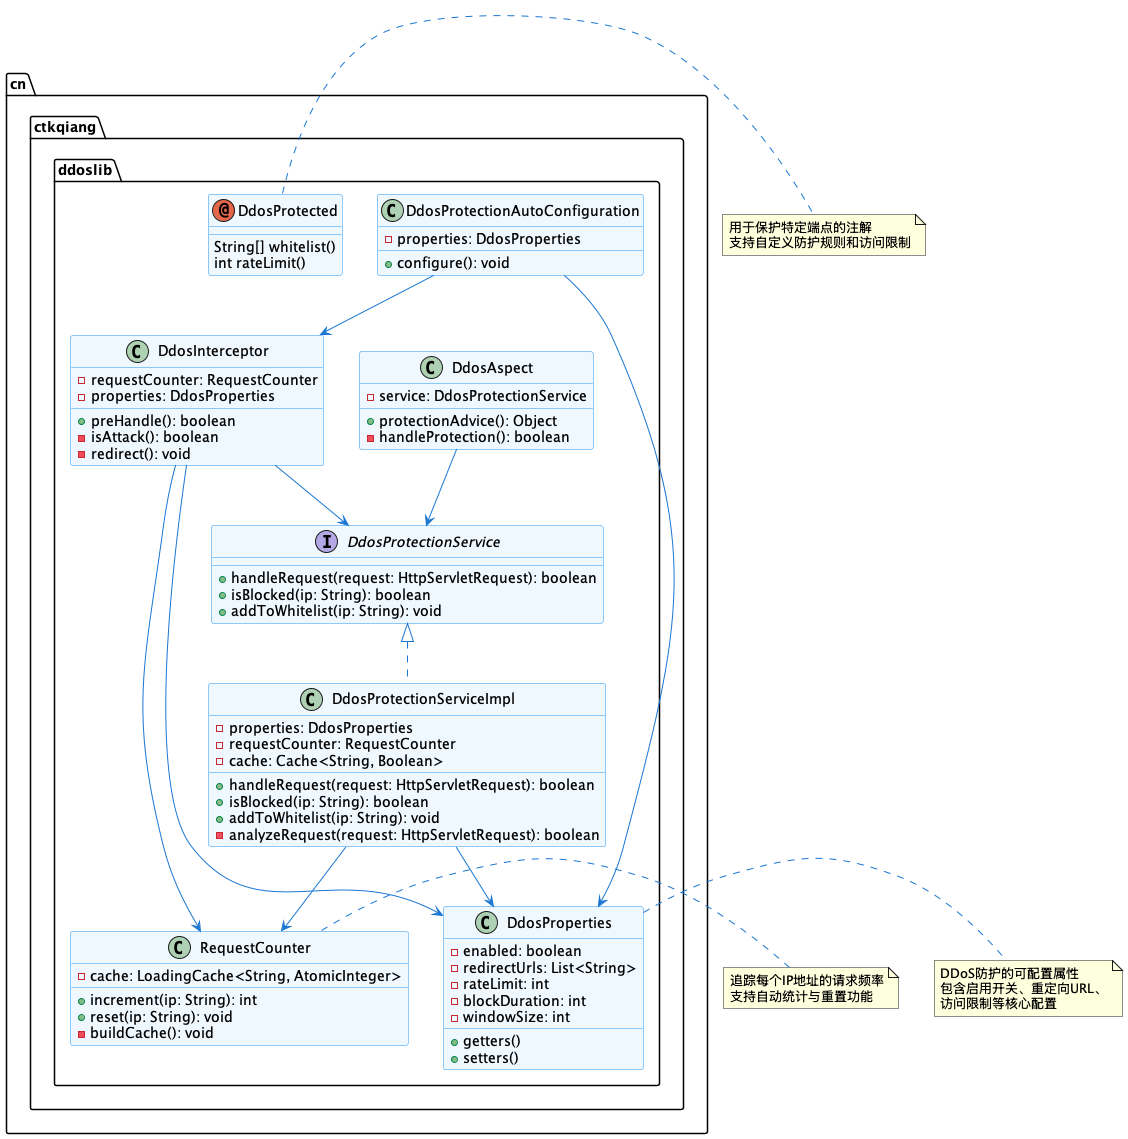 cn
ctkqiang
ddoslib
@ DdosProtected
String[] whitelist()
int rateLimit()
C DdosProtectionAutoConfiguration
properties: DdosProperties
configure(): void
用于保护特定端点的注解
支持自定义防护规则和访问限制
C DdosInterceptor
requestCounter: RequestCounter
properties: DdosProperties
preHandle(): boolean
isAttack(): boolean
redirect(): void
C DdosAspect
service: DdosProtectionService
protectionAdvice(): Object
handleProtection(): boolean
I DdosProtectionService
handleRequest(request: HttpServletRequest): boolean
isBlocked(ip: String): boolean
addToWhitelist(ip: String): void
C DdosProtectionServiceImpl
properties: DdosProperties
requestCounter: RequestCounter
cache: Cache<String, Boolean>
handleRequest(request: HttpServletRequest): boolean
isBlocked(ip: String): boolean
addToWhitelist(ip: String): void
analyzeRequest(request: HttpServletRequest): boolean
C RequestCounter
cache: LoadingCache<String, AtomicInteger>
increment(ip: String): int
reset(ip: String): void
buildCache(): void
C DdosProperties
enabled: boolean
redirectUrls: List<String>
rateLimit: int
blockDuration: int
windowSize: int
getters()
setters()
追踪每个IP地址的请求频率
支持自动统计与重置功能
DDoS防护的可配置属性
包含启用开关、重定向URL、
访问限制等核心配置